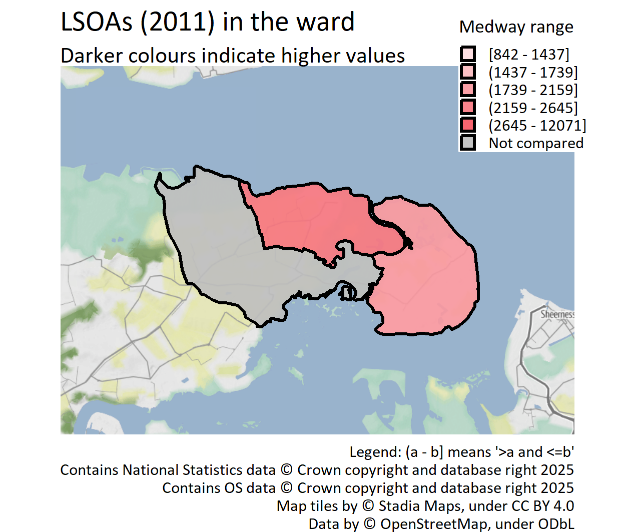 LSOAs (2011) in the ward
Darker colours indicate higher values
Medway range
[842 - 1437]
(1437 - 1739]
(1739 - 2159]
(2159 - 2645]
(2645 - 12071]
Not compared
Sheerness
Legend: (a - b] means '>a and <=b'
Contains National Statistics data © Crown copyright and database right 2025
Contains OS data © Crown copyright and database right 2025
Map tiles by © Stadia Maps, under CC BY 4.0
Data by © OpenStreetMap, under ODbL